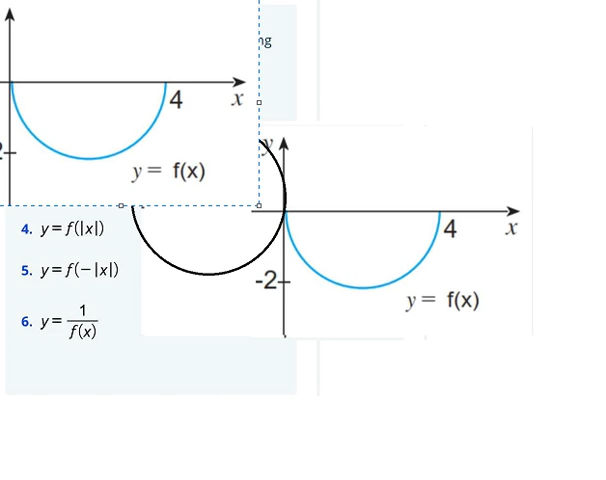 ng
4
x
y = f(x)
y
4. y = f(|x|)
4
x
5. y = f(−|x|)
-2
y = f(x)
6. y = 1/f(x)